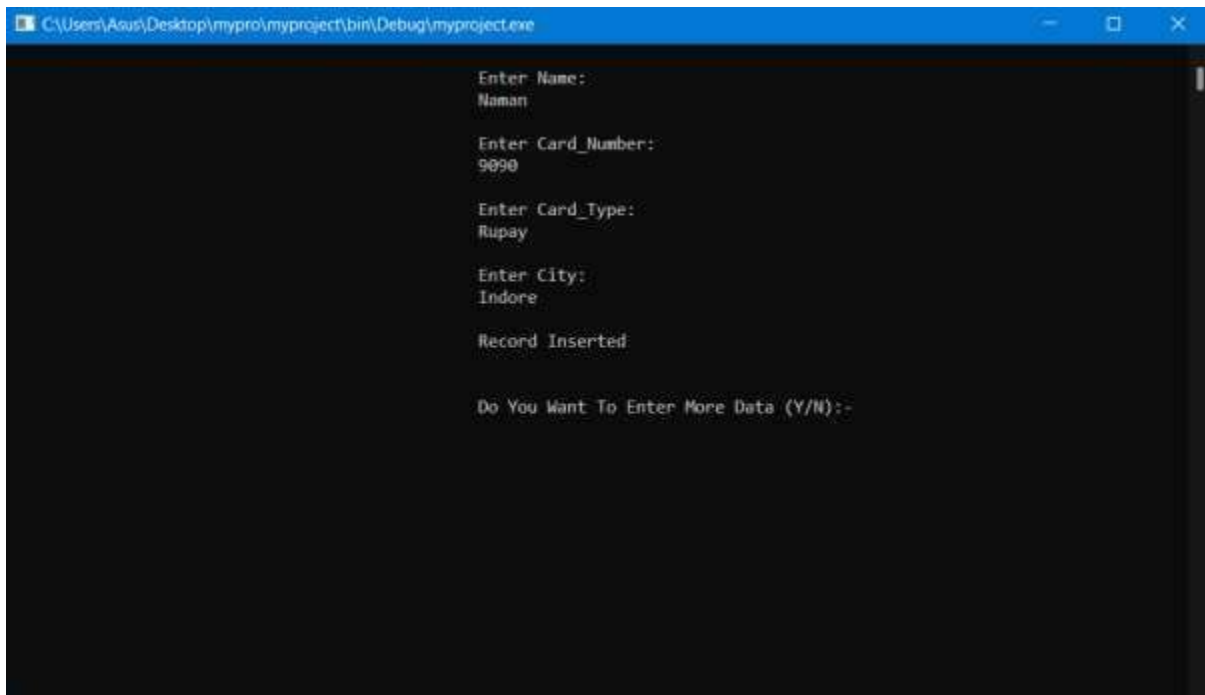 C:\Users\Asus\Desktop\mypro\myproject\bin\Debug\myproject.exe
Enter Name:
Naman
Enter Card_Number:
9090
Enter Card_Type:
Rupay
Enter City:
Indore
Record Inserted
Do You Want To Enter More Data (Y/N):-